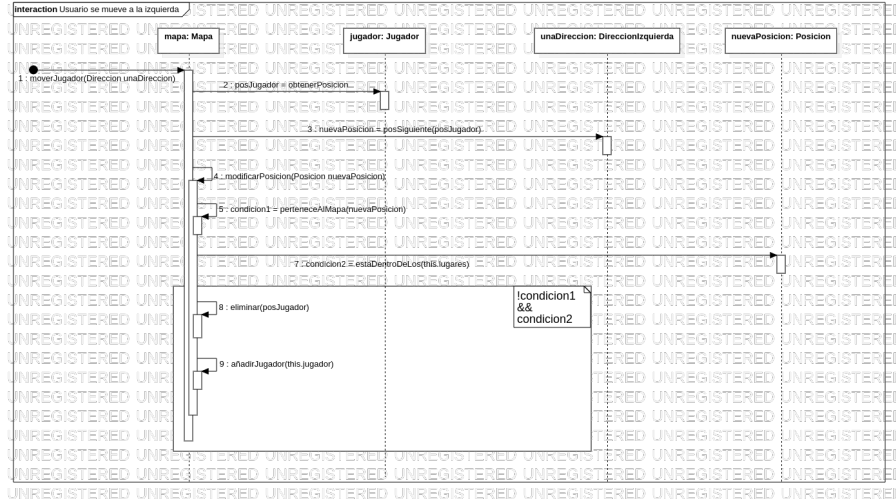 interaction Usuario se mueve a la izquierda
mapa: Mapa
jugador: Jugador
unaDireccion: DireccionIzquierda
nuevaPosicion: Posicion
1 : moverJugador(Direccion unaDireccion)
2 : posJugador = obtenerPosicion
3 : nuevaPosicion = posSiguiente(posJugador)
4 : modificarPosicion(Posicion nuevaPosicion)
5 : condicion1 = perteneceAlMapa(nuevaPosicion)
7 : condicion2 = estaDentroDeLos(this.lugares)
!condicion1
&&
condicion2
8 : eliminar(posJugador)
9 : añadirJugador(this.jugador)
UNREGISTERED